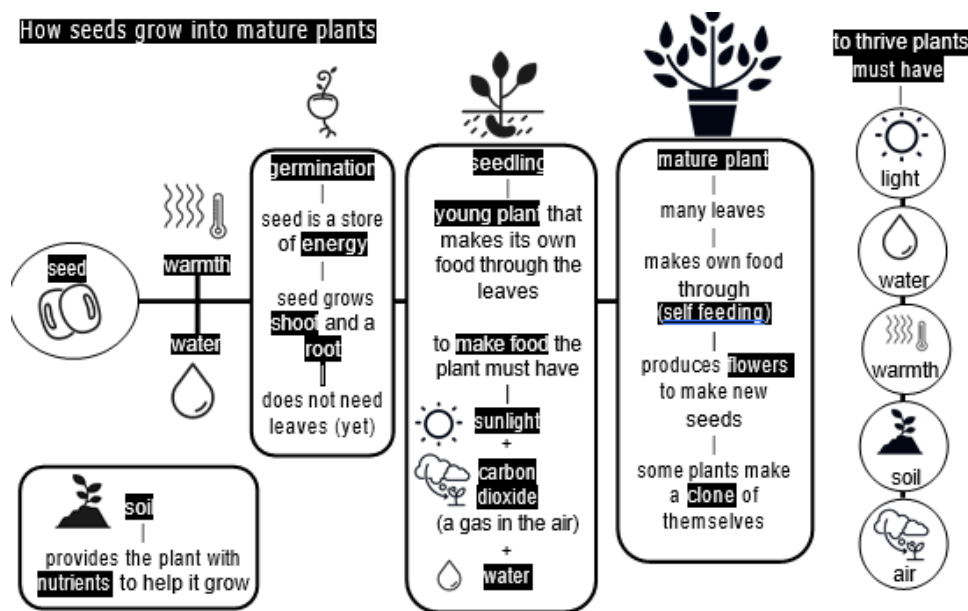 How seeds grow into mature plants
seed
warmth
water
germination
seed is a store
of energy
seed grows
shoot and a
root
does not need
leaves (yet)
soil
provides the plant with
nutrients to help it grow
seedling
young plant that
makes its own
food through the
leaves
to make food the
plant must have
sunlight
+
carbon
dioxide
(a gas in the air)
+
water
mature plant
many leaves
makes own food
through
(self feeding)
produces flowers
to make new
seeds
some plants make
a clone of
themselves
to thrive plants
must have
light
water
warmth
soil
air